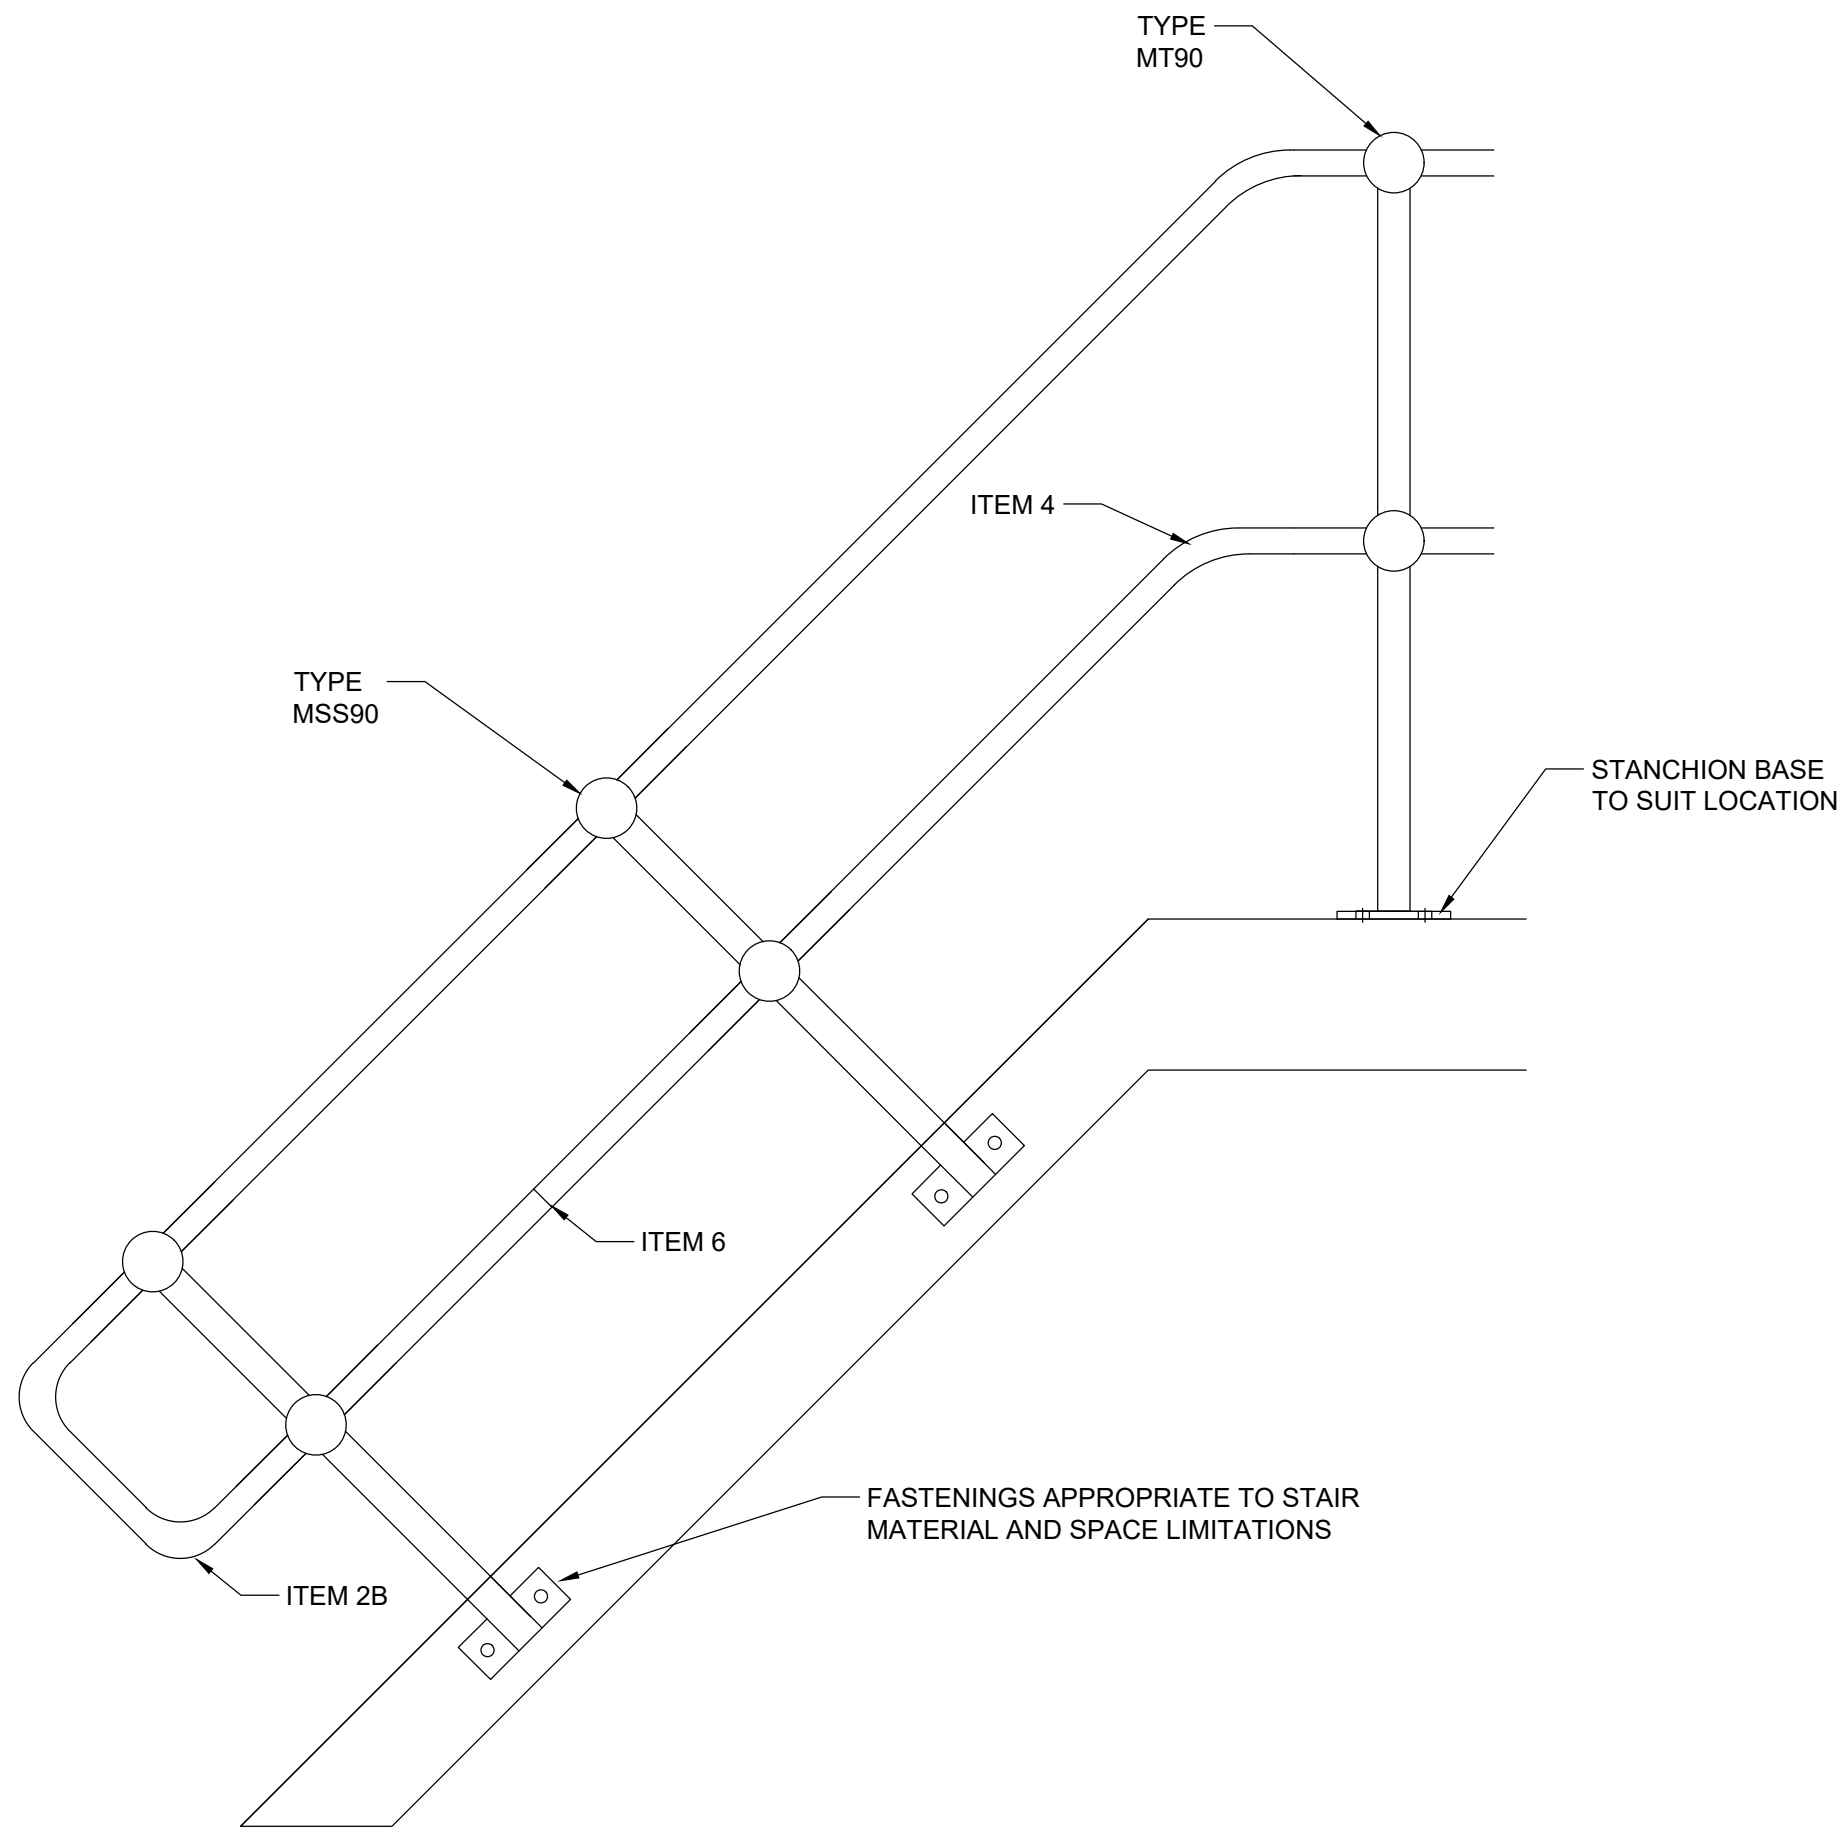 TYPE
MT90
ITEM 4
TYPE
MSS90
STANCHION BASE
TO SUIT LOCATION
ITEM 6
FASTENINGS APPROPRIATE TO STAIR
MATERIAL AND SPACE LIMITATIONS
ITEM 2B